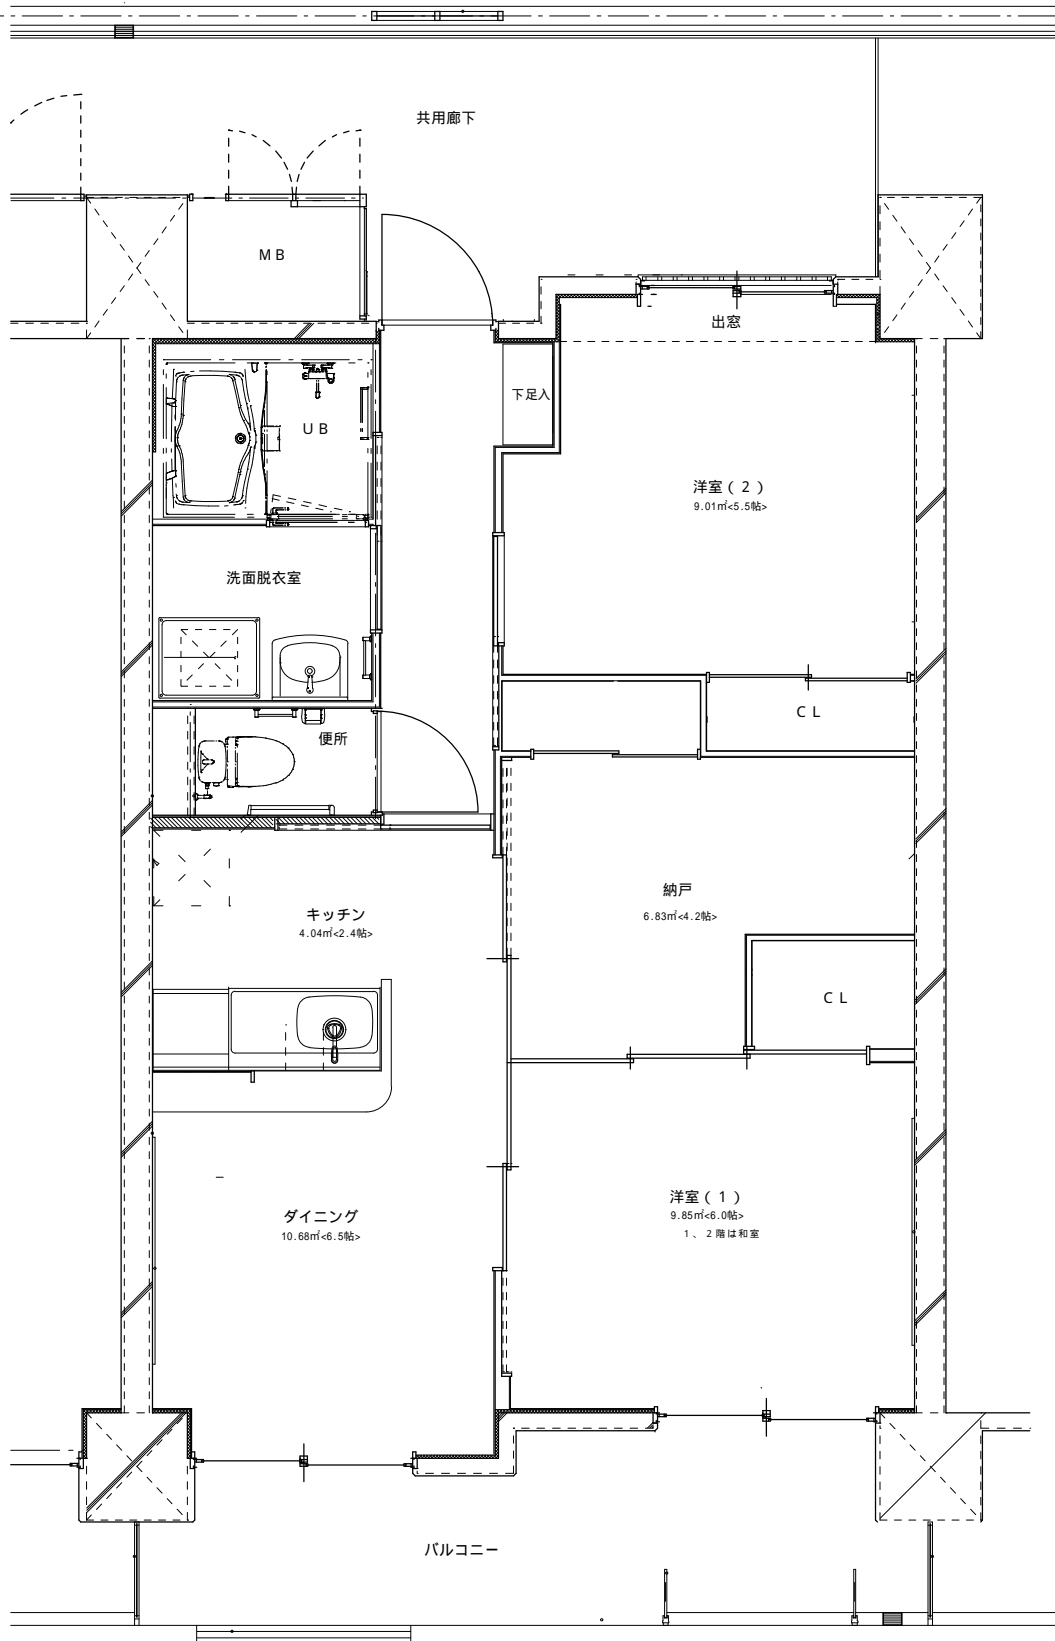 共用廊下
ＭＢ
出窓
下足入
ＵＢ
洋室（２）
9.01㎡<5.5帖>
洗面脱衣室
ＣＬ
便所
納戸
6.83㎡<4.2帖>
キッチン
4.04㎡<2.4帖>
ＣＬ
洋室（１）
9.85㎡<6.0帖>
１、２階は和室
ダイニング
10.68㎡<6.5帖>
バルコニー